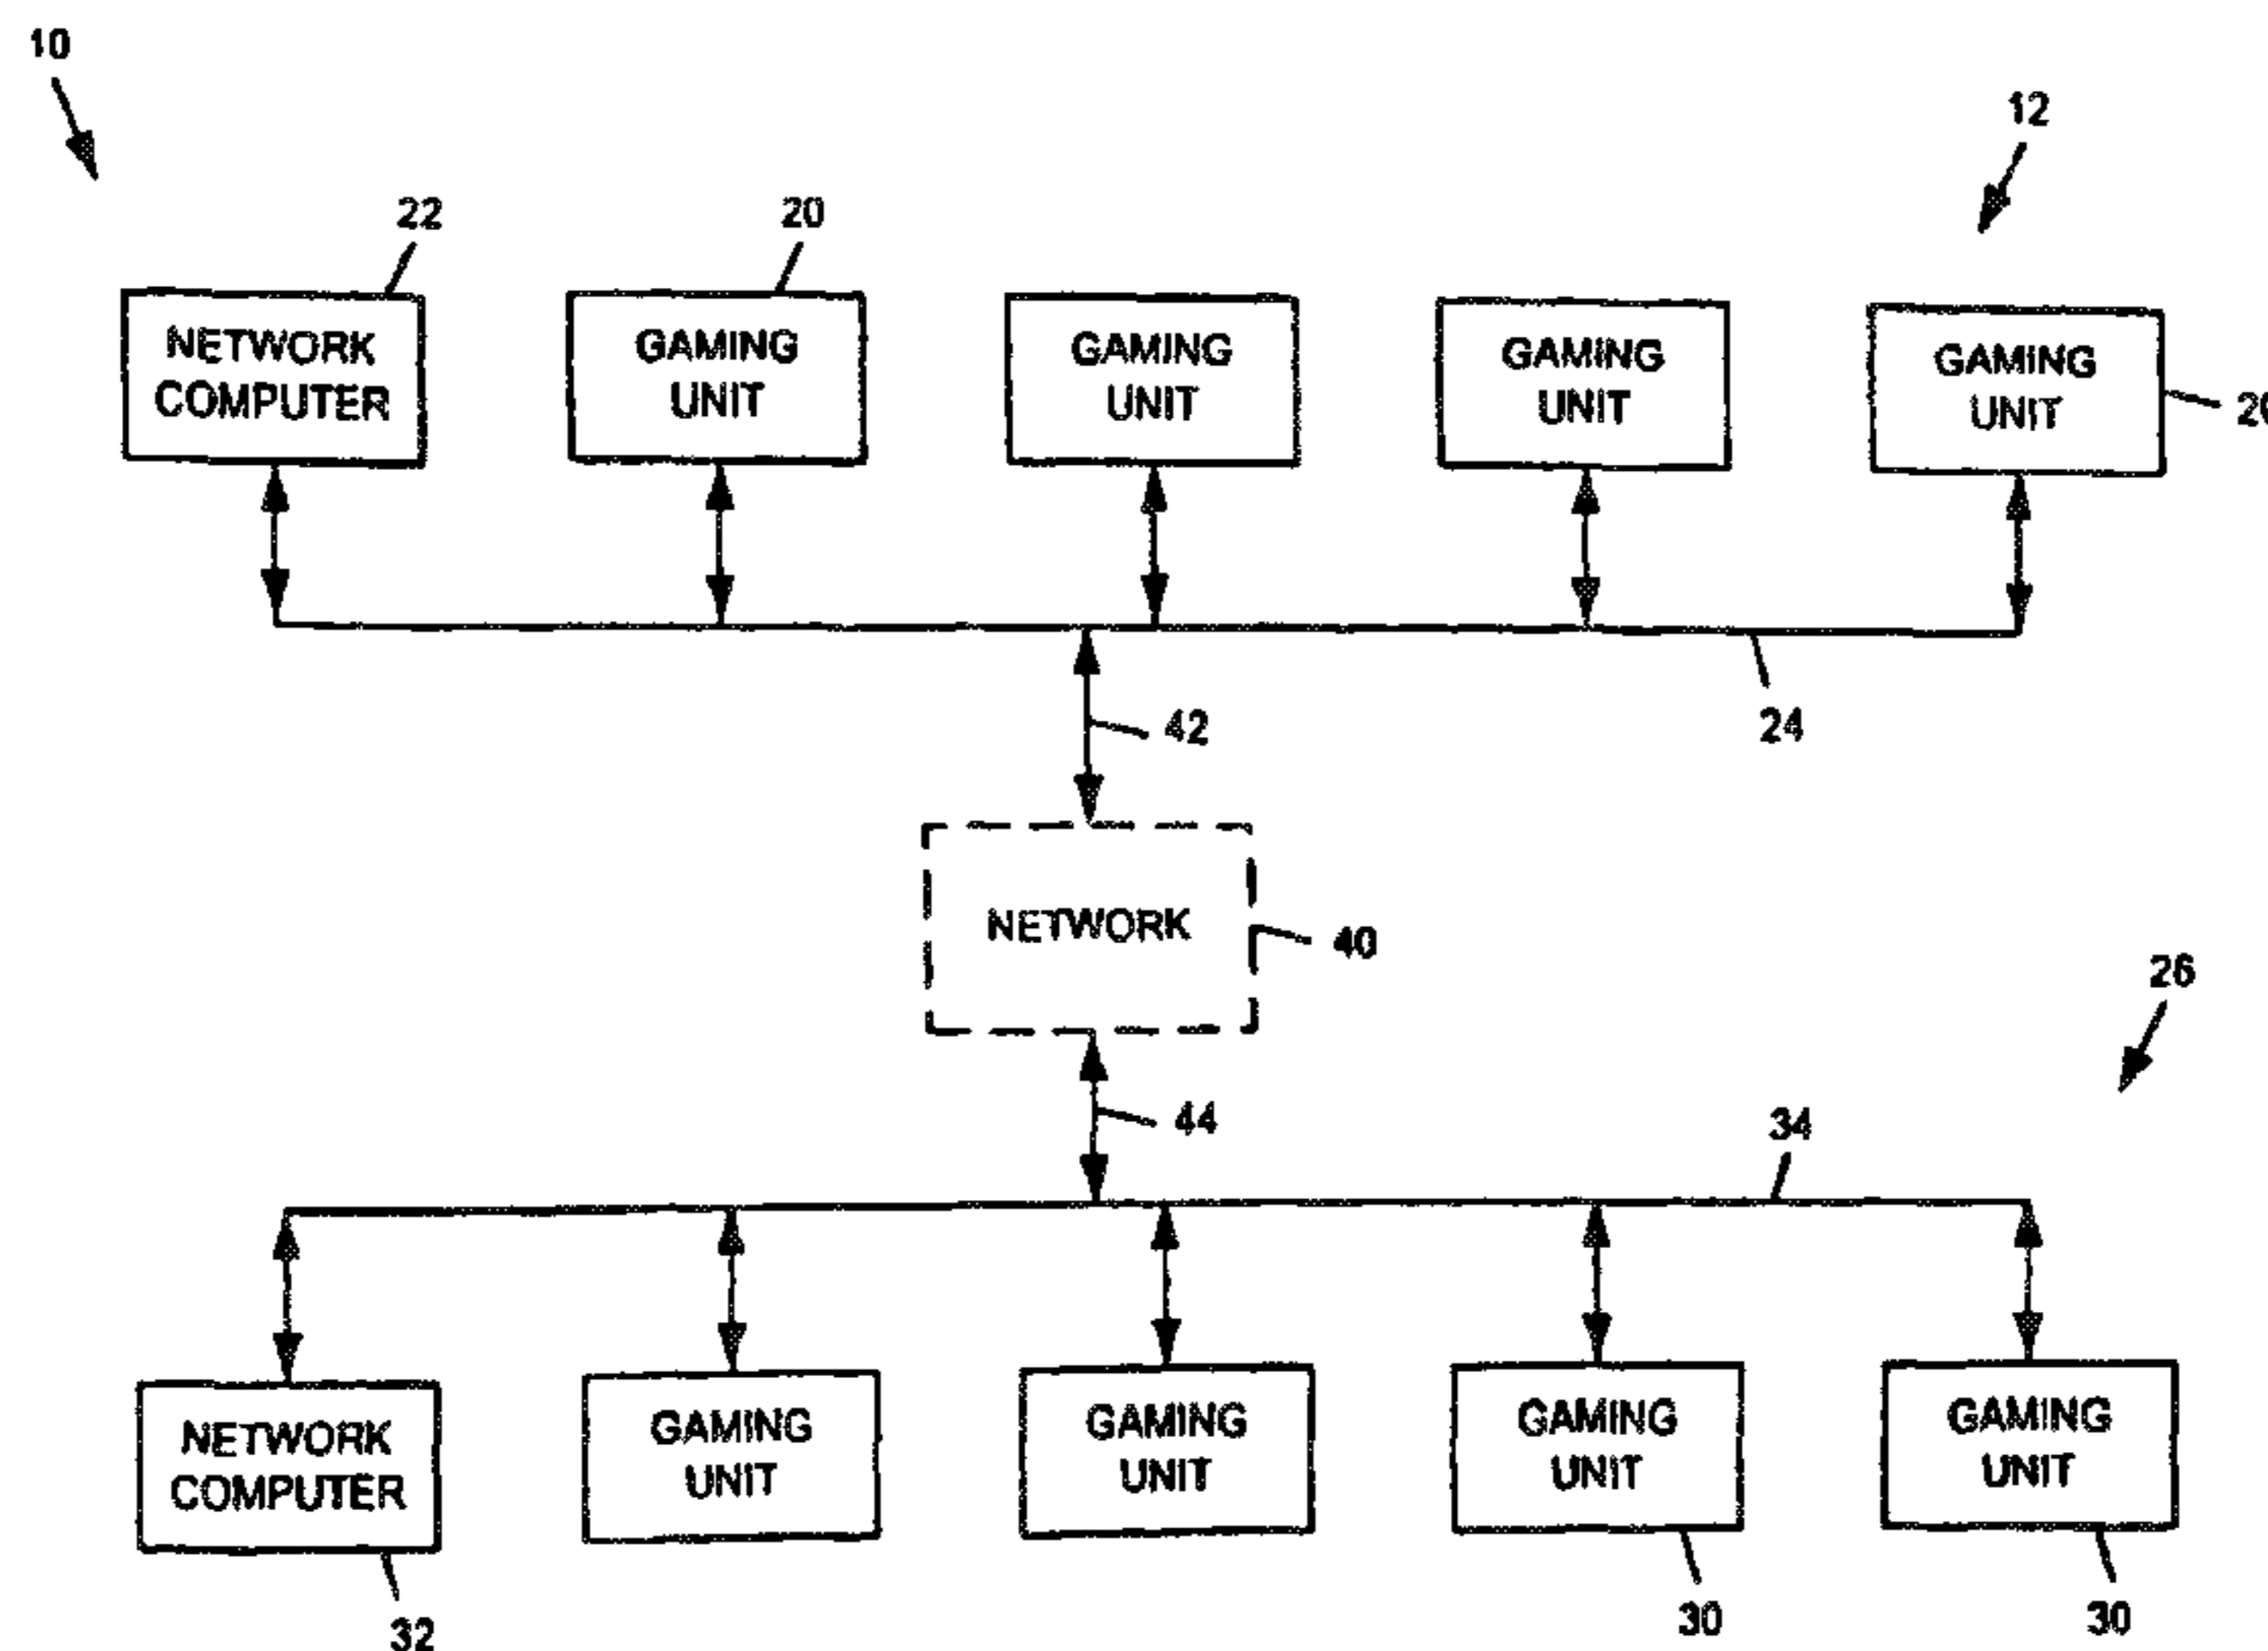 10
12
22
20
NETWORK
COMPUTER
GAMING
UNIT
GAMING
UNIT
GAMING
UNIT
GAMING
UNIT
42
24
NETWORK
40
26
44
34
NETWORK
COMPUTER
GAMING
UNIT
GAMING
UNIT
GAMING
UNIT
GAMING
UNIT
32
30
30